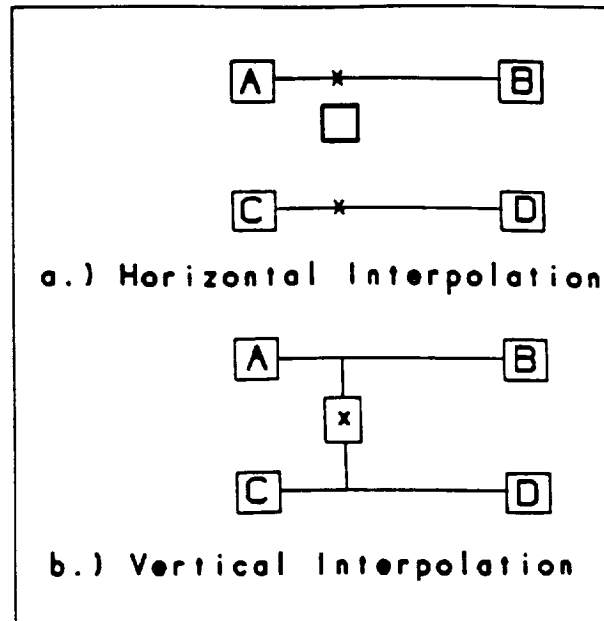 A x B
C x D
a.) Horizontal Interpolation
A B
x
C D
b.) Vertical Interpolation